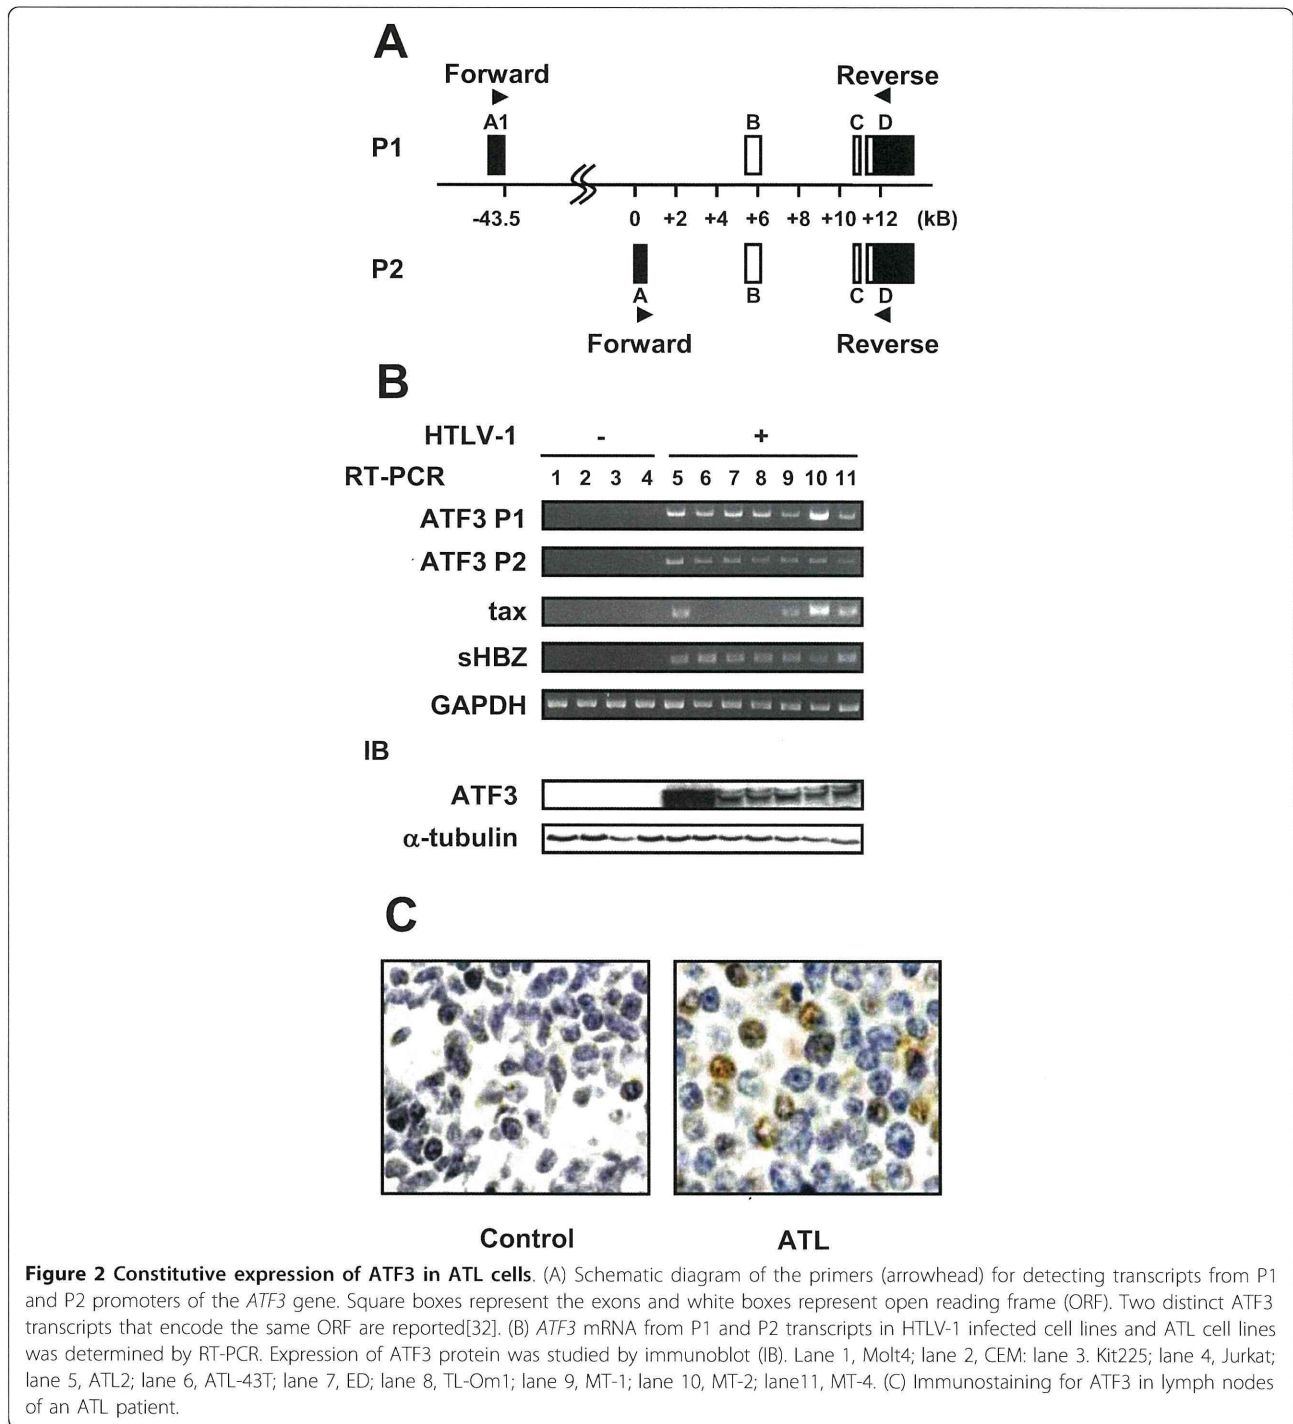 A
Forward Reverse
A1 B C D
P1
-43.5 0 +2 +4 +6 +8 +10 +12 (kB)
P2
A B C D
Forward Reverse
B
HTLV-1 - +
RT-PCR 1 2 3 4 5 6 7 8 9 10 11
ATF3 P1
ATF3 P2
tax
sHBZ
GAPDH
IB
ATF3
α-tubulin
C
Control ATL
Figure 2 Constitutive expression of ATF3 in ATL cells. (A) Schematic diagram of the primers (arrowhead) for detecting transcripts from P1
and P2 promoters of the ATF3 gene. Square boxes represent the exons and white boxes represent open reading frame (ORF). Two distinct ATF3
transcripts that encode the same ORF are reported[32]. (B) ATF3 mRNA from P1 and P2 transcripts in HTLV-1 infected cell lines and ATL cell lines
was determined by RT-PCR. Expression of ATF3 protein was studied by immunoblot (IB). Lane 1, Molt4; lane 2, CEM: lane 3. Kit225; lane 4, Jurkat;
lane 5, ATL2; lane 6, ATL-43T; lane 7, ED; lane 8, TL-Om1; lane 9, MT-1; lane 10, MT-2; lane11, MT-4. (C) Immunostaining for ATF3 in lymph nodes
of an ATL patient.